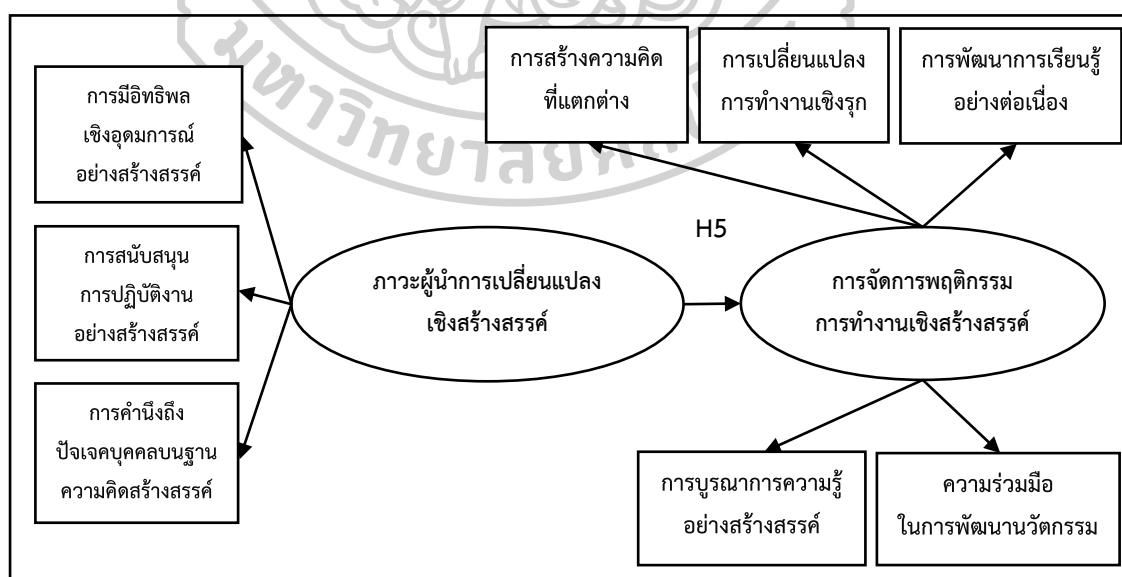 การมีอิทธิพล
เชิงอุดมการณ์
อย่างสร้างสรรค์
การสนับสนุน
การปฏิบัติงาน
อย่างสร้างสรรค์
การคำนึงถึง
ปัจเจคบุคคลบนฐาน
ความคิดสร้างสรรค์
ภาวะผู้นำการเปลี่ยนแปลง
เชิงสร้างสรรค์
H5
การสร้างความคิด
ที่แตกต่าง
การเปลี่ยนแปลง
การทำงานเชิงรุก
การพัฒนาการเรียนรู้
อย่างต่อเนื่อง
การจัดการพฤติกรรม
การทำงานเชิงสร้างสรรค์
การบูรณาการความรู้
อย่างสร้างสรรค์
ความร่วมมือ
ในการพัฒนานวัตกรรม